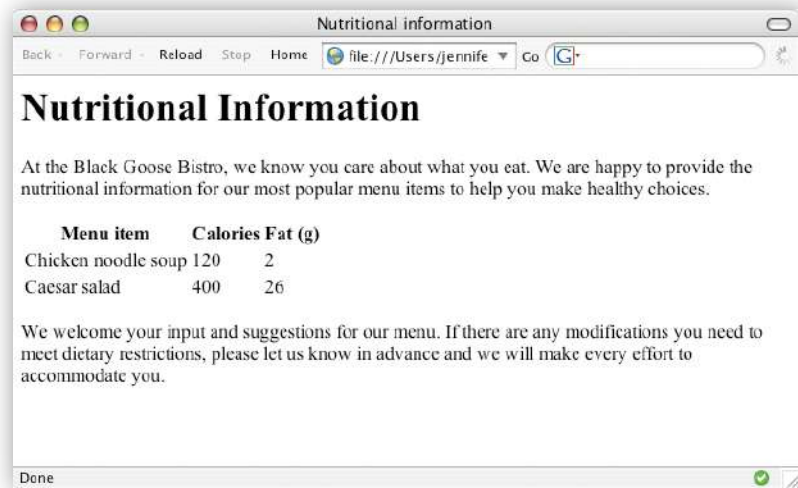 Nutritional information
Back Forward Reload Stop Home file:///Users/jennife Go G
Nutritional Information
At the Black Goose Bistro, we know you care about what you eat. We are happy to provide the
nutritional information for our most popular menu items to help you make healthy choices.
Menu item Calories Fat (g)
Chicken noodle soup 120 2
Caesar salad 400 26
We welcome your input and suggestions for our menu. If there are any modifications you need to
meet dietary restrictions, please let us know in advance and we will make every effort to
accommodate you.
Done